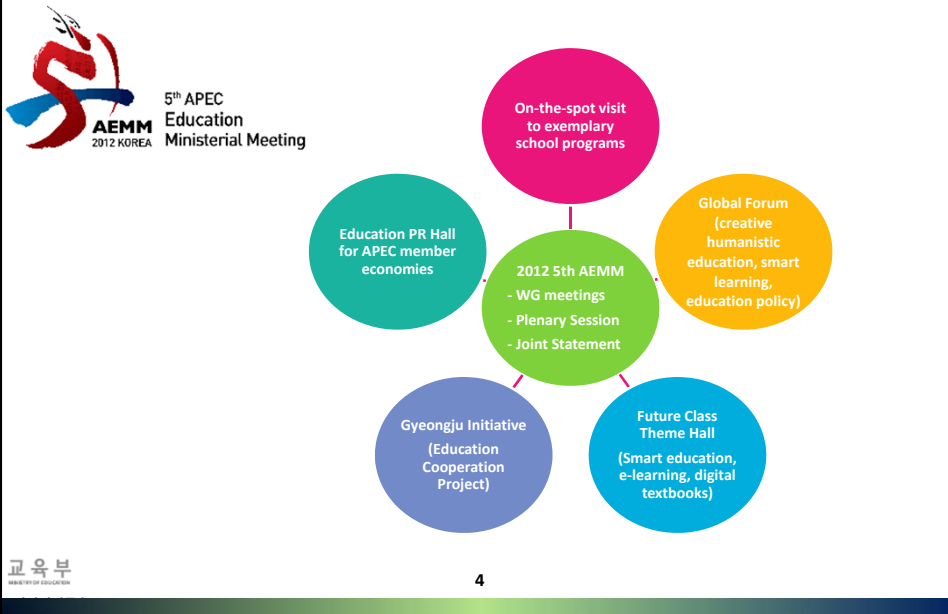 5th APEC
Education
Ministerial Meeting
AEMM
2012 KOREA
On-the-spot visit
to exemplary
school programs
Education PR Hall
for APEC member
economies
Global Forum
(creative
humanistic
education, smart
learning,
education policy)
2012 5th AEMM
- WG meetings
- Plenary Session
- Joint Statement
Gyeongju Initiative
(Education
Cooperation
Project)
Future Class
Theme Hall
(Smart education,
e-learning, digital
textbooks)
교육부
MINISTRY OF EDUCATION
4